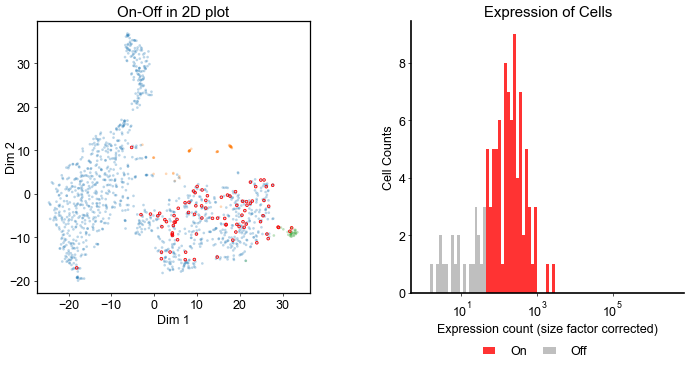 On-Off in 2D plot
Dim 2
30
20
10
0
−10
−20
−20 −10 0 10 20 30
Dim 1
Expression of Cells
Cell Counts
8
6
4
2
0
10^1 10^3 10^5
Expression count (size factor corrected)
On Off